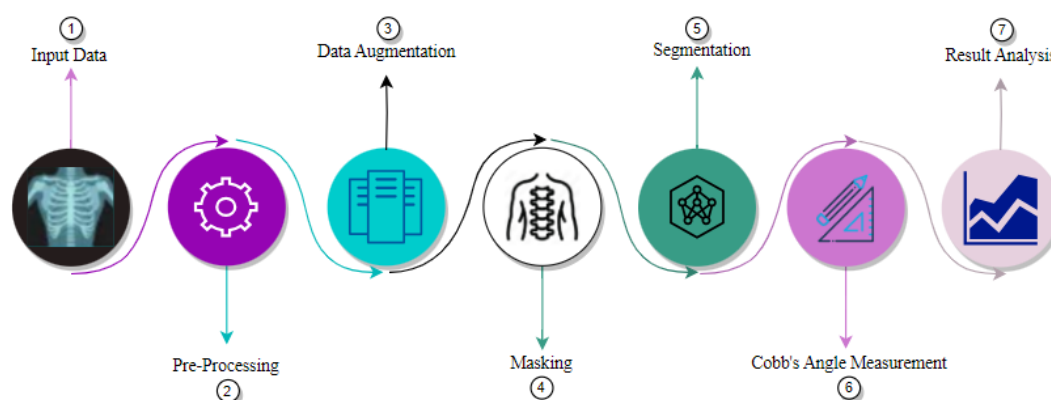 1
Input Data
3
Data Augmentation
5
Segmentation
7
Result Analysis
Pre-Processing
2
Masking
4
Cobb's Angle Measurement
6